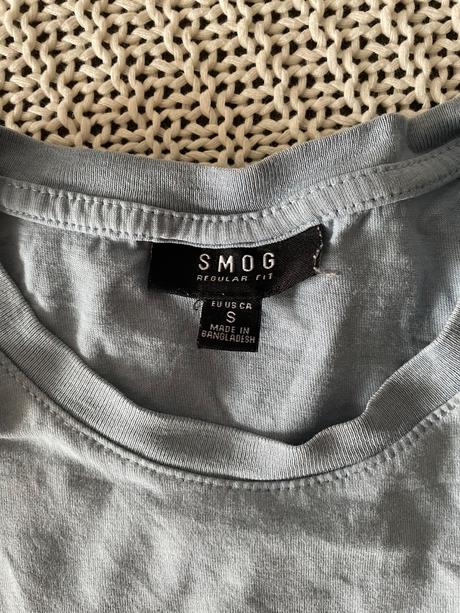 SMOG
REGULAR FIT
EU US CA
S
MADE IN
BANGLADESH